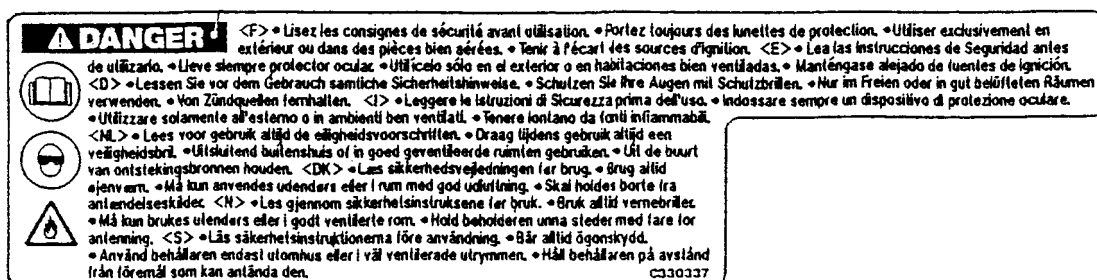 ⚠ DANGER <F> • Lisez les consignes de sécurité avant utilisation. • Portez toujours des lunettes de protection. • Utiliser exclusivement en
extérieur ou dans des pièces bien aérées. • Tenir à l'écart des sources d'ignition. <E> • Lea las instrucciones de Seguridad antes
de utilizarlo. • Lleve siempre protector ocular. • Utilícelo sólo en el exterior o en habitaciones bien ventiladas. • Manténgase alejado de fuentes de ignición.
<D> • Lessen Sie vor dem Gebrauch samtiche Sicherheitshinweise. • Schutzen Sie Ihre Augen mil Schutzbrillen. • Nur im Freien oder in gut belüfteten Räumen
verwenden. • Von Zündquellen fernhalten. <I> • Leggere le istruzioni di Sicurezza prima dell'uso. • Indossare sempre un dispositivo di protezione oculare.
• Utilizzare solamente all'esterno o in ambienti ben ventilati. • Tenere lontano da fonti infiammabili.
<NL> • Lees voor gebruik altijd de eiligheidsvoorschriften. • Draag tijdens gebruik altijd een
veiligheidsbril. • Uitsluitend buitenshuis of in goed geventileerde ruimten gebruiken. • Uit de buurt
van ontstekingsbronnen houden. <DK> • Læs sikkerhedsvejledningen før brug. • Brug altid
øjenværn. • Må kun anvendes udendørs eller i rum med god udluftning. • Skal holdes borte fra
antændelseskilder. <N> • Les gjennom sikkerhetsinstruksene før bruk. • Bruk alltid vernebriller.
• Må kun brukes utendørs eller i godt ventilerte rom. • Hold beholderen unna steder med fare for
antenning. <S> • Läs säkerhetsinstruktionerna före användning. • Bär alltid ögonskydd.
• Använd behållaren endast utomhus eller i väl ventilerade utrymmen. • Håll behållaren på avstånd
från föremål som kan antända den.
C330337